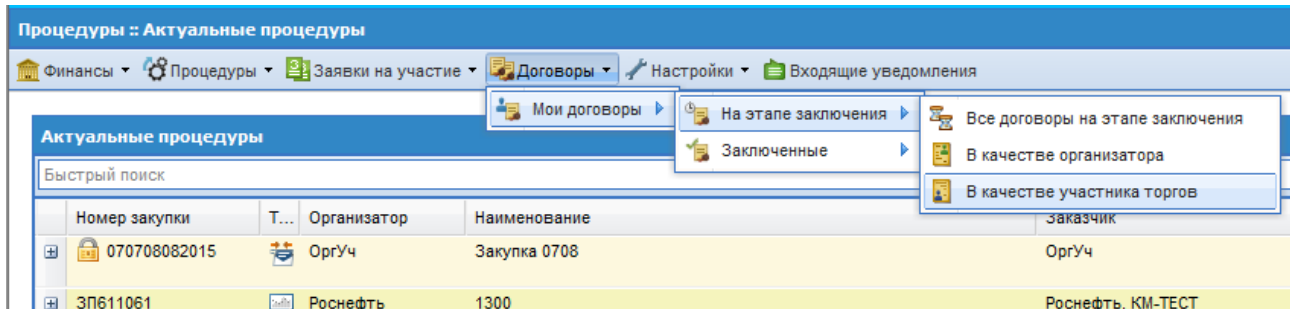 Процедуры :: Актуальные процедуры
Финансы Процедуры Заявки на участие Договоры Настройки Входящие уведомления
Мои договоры На этапе заключения Все договоры на этапе заключения
Актуальные процедуры Заключенные В качестве организатора
Быстрый поиск В качестве участника торгов
Номер закупки Т... Организатор Наименование Заказчик
070708082015 ОргУч Закупка 0708 ОргУч
ЗП611061 Роснефть 1300 Роснефть, КМ-ТЕСТ